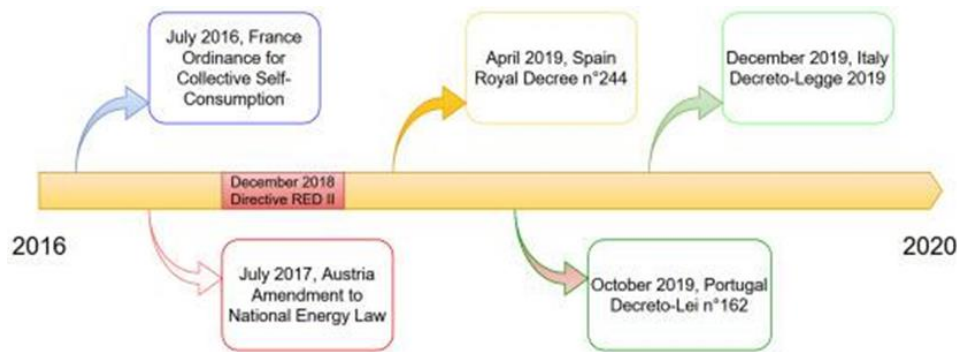 July 2016, France
Ordinance for
Collective Self-
Consumption
April 2019, Spain
Royal Decree n°244
December 2019, Italy
Decreto-Legge 2019
December 2018
Directive RED II
2016
2020
July 2017, Austria
Amendment to
National Energy Law
October 2019, Portugal
Decreto-Lei n°162